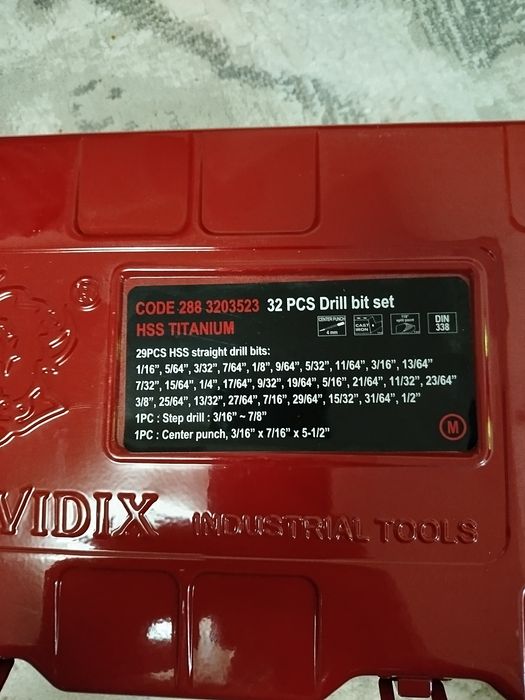 ®
CODE 288 3203523 32 PCS Drill bit set
HSS TITANIUM
CENTER PUNCH
4 mm
CAST IRON
DIN
338
29PCS HSS straight drill bits:
1/16", 5/64", 3/32", 7/64", 1/8", 9/64", 5/32", 11/64", 3/16", 13/64"
7/32", 15/64", 1/4", 17/64", 9/32", 19/64", 5/16", 21/64", 11/32", 23/64"
3/8", 25/64", 13/32", 27/64", 7/16", 29/64", 15/32", 31/64", 1/2"
1PC : Step drill : 3/16" ~ 7/8"
1PC : Center punch, 3/16" x 7/16" x 5-1/2"
M
VIDIX INDUSTRIAL TOOLS